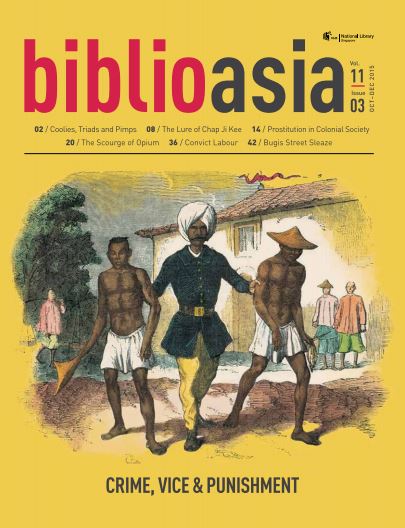 National Library
Singapore
biblioasia
Vol.
11
Issue
03
OCT–DEC 2015
02 / Coolies, Triads and Pimps 08 / The Lure of Chap Ji Kee 14 / Prostitution in Colonial Society
20 / The Scourge of Opium 36 / Convict Labour 42 / Bugis Street Sleaze
CRIME, VICE & PUNISHMENT